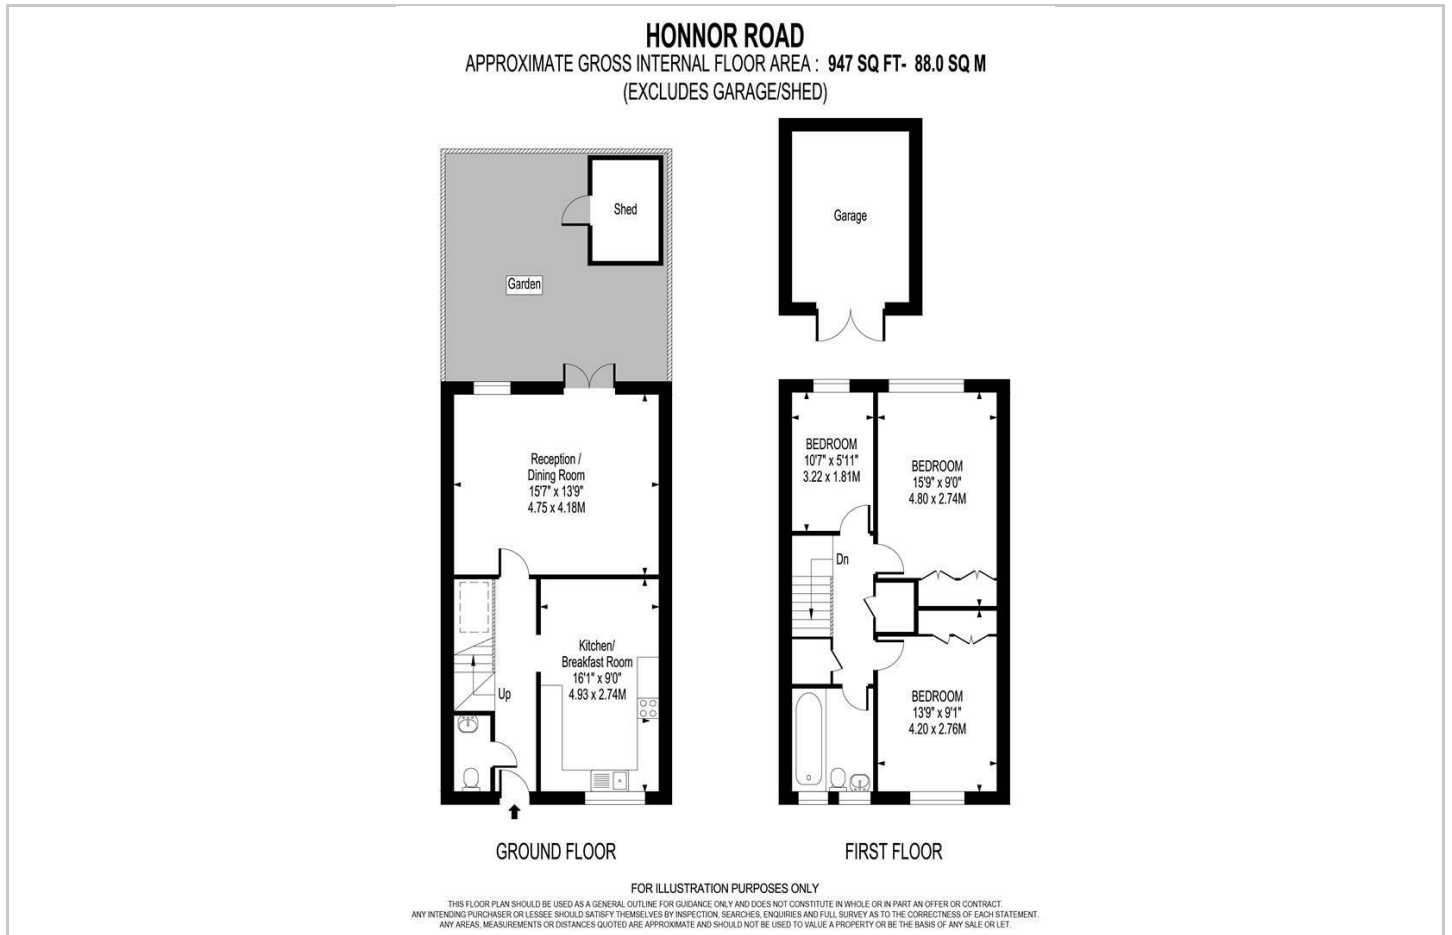 HONNOR ROAD
APPROXIMATE GROSS INTERNAL FLOOR AREA : 947 SQ FT- 88.0 SQ M
(EXCLUDES GARAGE/SHED)
Shed
Garden
Reception /
Dining Room
15'7" x 13'9"
4.75 x 4.18M
Kitchen/
Breakfast Room
16'1" x 9'0"
4.93 x 2.74M
Up
GROUND FLOOR
Garage
BEDROOM
10'7" x 5'11"
3.22 x 1.81M
BEDROOM
15'9" x 9'0"
4.80 x 2.74M
Dn
BEDROOM
13'9" x 9'1"
4.20 x 2.76M
FIRST FLOOR
FOR ILLUSTRATION PURPOSES ONLY
THIS FLOOR PLAN SHOULD BE USED AS A GENERAL OUTLINE FOR GUIDANCE ONLY AND DOES NOT CONSTITUTE IN WHOLE OR IN PART AN OFFER OR CONTRACT.
ANY INTENDING PURCHASER OR LESSEE SHOULD SATISFY THEMSELVES BY INSPECTION, SEARCHES, ENQUIRIES AND FULL SURVEY AS TO THE CORRECTNESS OF EACH STATEMENT.
ANY AREAS, MEASUREMENTS OR DISTANCES QUOTED ARE APPROXIMATE AND SHOULD NOT BE USED TO VALUE A PROPERTY OR BE THE BASIS OF ANY SALE OR LET.